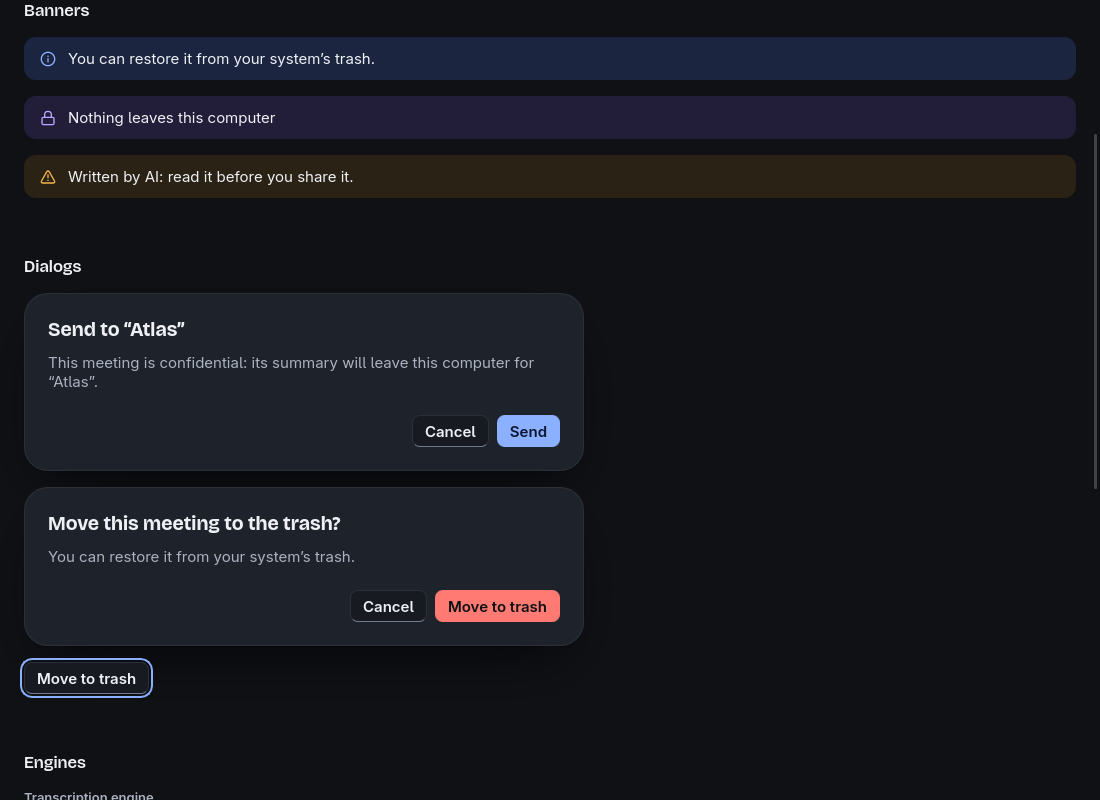 Banners
You can restore it from your system’s trash.
Nothing leaves this computer
Written by AI: read it before you share it.
Dialogs
Send to “Atlas”
This meeting is confidential: its summary will leave this computer for
“Atlas”.
Cancel
Send
Move this meeting to the trash?
You can restore it from your system’s trash.
Cancel
Move to trash
Move to trash
Engines
Transcription engine